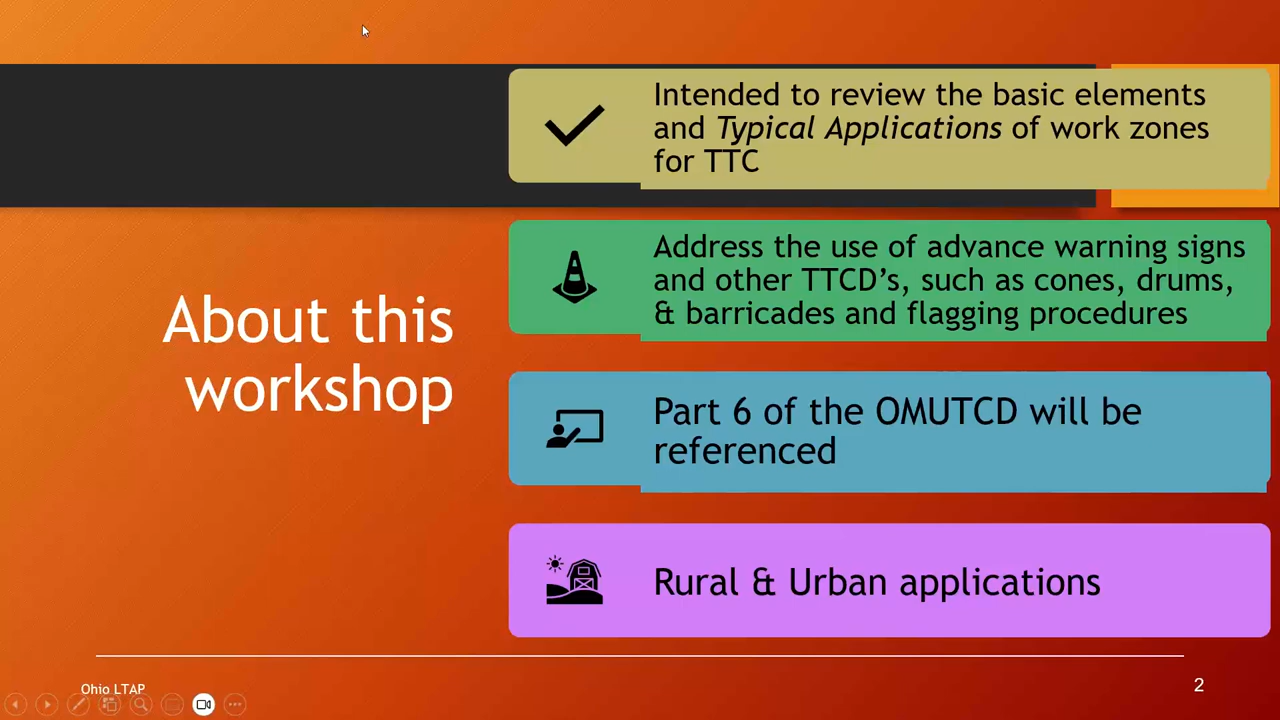 About this
workshop
Intended to review the basic elements
and Typical Applications of work zones
for TTC
Address the use of advance warning signs
and other TTCD's, such as cones, drums,
& barricades and flagging procedures
Part 6 of the OMUTCD will be
referenced
Rural & Urban applications
Ohio LTAP
2